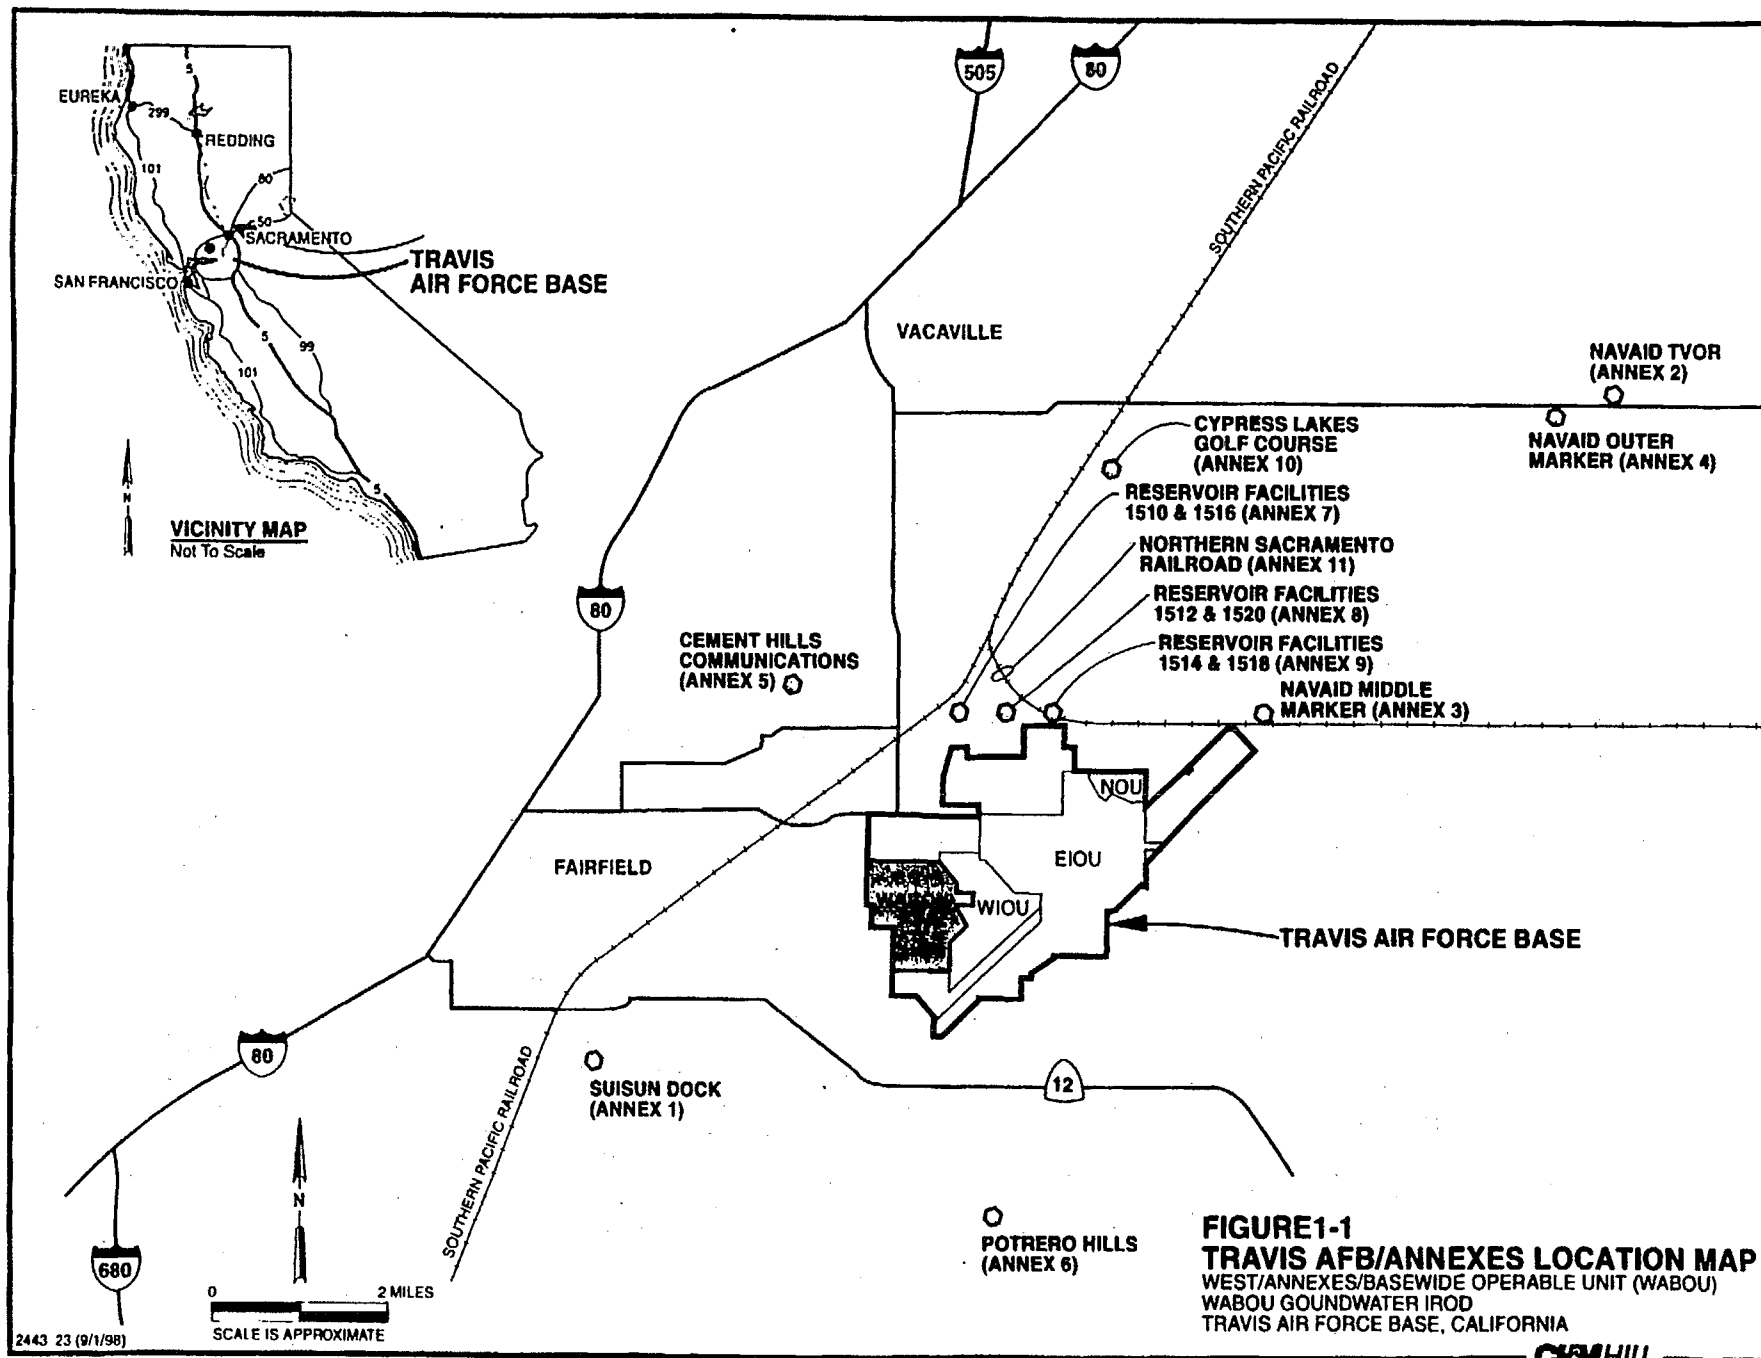 505
80
SOUTHERN PACIFIC RAILROAD
5
EUREKA
299
REDDING
101
80
50
SACRAMENTO
TRAVIS
AIR FORCE BASE
SAN FRANCISCO
5
99
101
5
N
VICINITY MAP
Not To Scale
VACAVILLE
NAVAID TVOR
(ANNEX 2)
NAVAID OUTER
MARKER (ANNEX 4)
CYPRESS LAKES
GOLF COURSE
(ANNEX 10)
RESERVOIR FACILITIES
1510 & 1516 (ANNEX 7)
NORTHERN SACRAMENTO
RAILROAD (ANNEX 11)
RESERVOIR FACILITIES
1512 & 1520 (ANNEX 8)
RESERVOIR FACILITIES
1514 & 1518 (ANNEX 9)
NAVAID MIDDLE
MARKER (ANNEX 3)
80
CEMENT HILLS
COMMUNICATIONS
(ANNEX 5)
NOU
EIOU
FAIRFIELD
WIOU
TRAVIS AIR FORCE BASE
80
12
SUISUN DOCK
(ANNEX 1)
SOUTHERN PACIFIC RAILROAD
N
680
0 2 MILES
SCALE IS APPROXIMATE
POTRERO HILLS
(ANNEX 6)
FIGURE1-1
TRAVIS AFB/ANNEXES LOCATION MAP
WEST/ANNEXES/BASEWIDE OPERABLE UNIT (WABOU)
WABOU GOUNDWATER IROD
TRAVIS AIR FORCE BASE, CALIFORNIA
2443 23 (9/1/98)